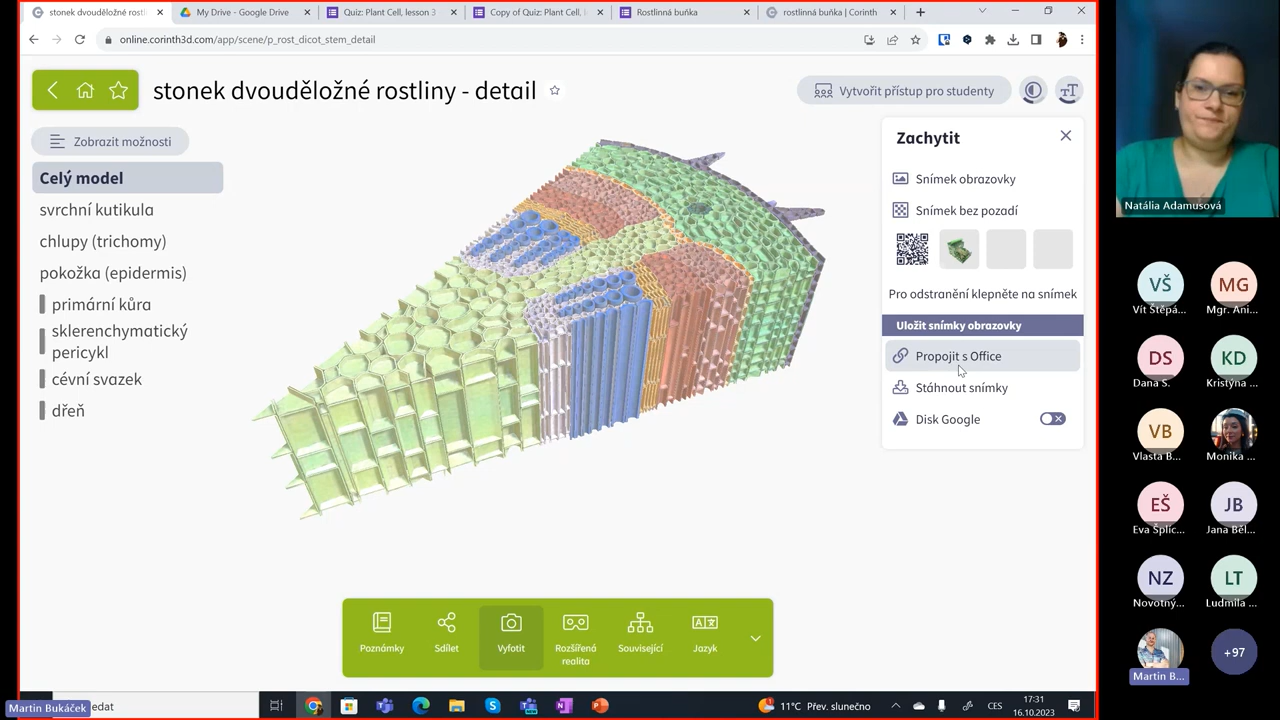 stonek dvouděložné rostli
My Drive - Google Drive
Quiz: Plant Cell, lesson 3
Copy of Quiz: Plant Cell, l
Rostlinná buňka
rostlinná buňka | Corinth
online.corinth3d.com/app/scene/p_rost_dicot_stem_detail
stonek dvouděložné rostliny - detail
Vytvořit přístup pro studenty
Zobrazit možnosti
Celý model
svrchní kutikula
chlupy (trichomy)
pokožka (epidermis)
primární kůra
sklerenchymatický
pericykl
cévní svazek
dřeň
Zachytit
Snímek obrazovky
Snímek bez pozadí
Pro odstranění klepněte na snímek
Uložit snímky obrazovky
Propojit s Office
Stáhnout snímky
Disk Google
Poznámky
Sdílet
Vyfotit
Rozšířená
realita
Související
Jazyk
Martin Bukáček
edat
11°C Přev. slunečno
CES
17:31
16.10.2023
Natália Adamusová
VŠ
MG
Vít Štěpá...
Mgr. Ani...
DS
KD
Dana S.
Kristýna ...
VB
Vlasta B...
Monika ...
EŠ
JB
Eva Šplíc...
Jana Běl...
NZ
LT
Novotný...
Ludmila ...
Martin B...
+97